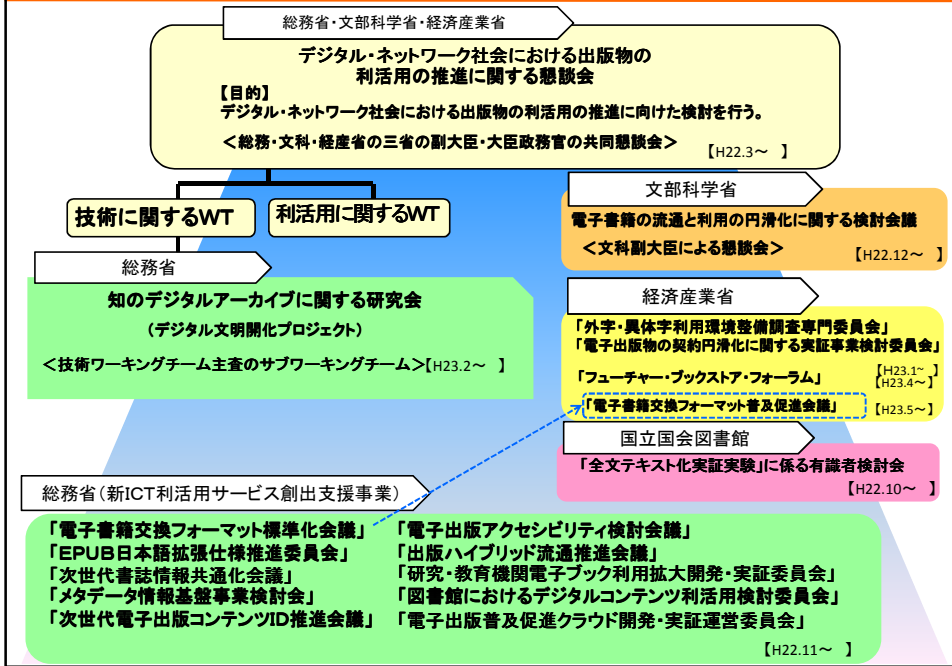 総務省・文部科学省・経済産業省
デジタル・ネットワーク社会における出版物の
利活用の推進に関する懇談会
【目的】
デジタル・ネットワーク社会における出版物の利活用の推進に向けた検討を行う。
＜総務・文科・経産省の三省の副大臣・大臣政務官の共同懇談会＞
【H22.3～　】
技術に関するWT
利活用に関するWT
総務省
知のデジタルアーカイブに関する研究会
（デジタル文明開化プロジェクト）
＜技術ワーキングチーム主査のサブワーキングチーム＞【H23.2～　】
文部科学省
電子書籍の流通と利用の円滑化に関する検討会議
＜文科副大臣による懇談会＞
【H22.12～　】
経済産業省
「外字・異体字利用環境整備調査専門委員会」
「電子出版物の契約円滑化に関する実証事業検討委員会」
【H23.1~　】
「フューチャー・ブックストア・フォーラム」
【H23.4～】
「電子書籍交換フォーマット普及促進会議」
【H23.5～】
国立国会図書館
「全文テキスト化実証実験」に係る有識者検討会
【H22.10～　】
総務省（新ICT利活用サービス創出支援事業）
「電子書籍交換フォーマット標準化会議」
「EPUB日本語拡張仕様推進委員会」
「次世代書誌情報共通化会議」
「メタデータ情報基盤事業検討会」
「次世代電子出版コンテンツID推進会議」
「電子出版アクセシビリティ検討会議」
「出版ハイブリッド流通推進会議」
「研究・教育機関電子ブック利用拡大開発・実証委員会」
「図書館におけるデジタルコンテンツ利活用検討委員会」
「電子出版普及促進クラウド開発・実証運営委員会」
【H22.11～　】